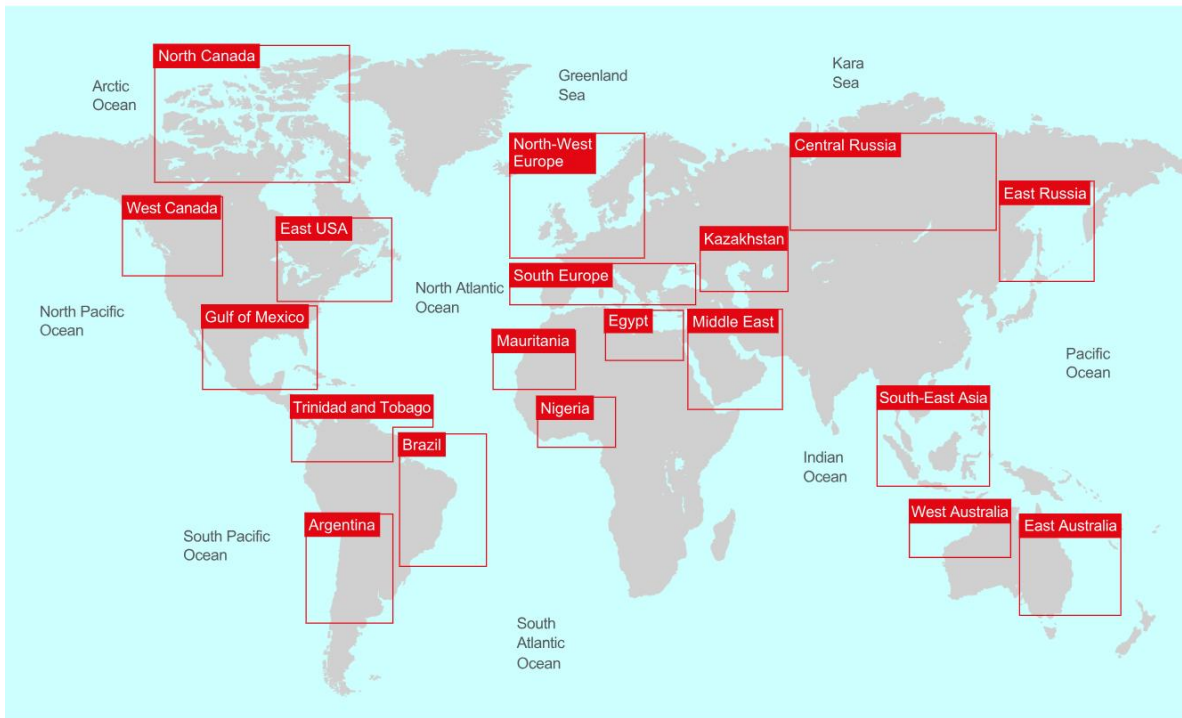 North Canada
Arctic
Ocean
Greenland
Sea
Kara
Sea
North-West
Europe
Central Russia
East Russia
West Canada
East USA
Kazakhstan
South Europe
North Atlantic
Ocean
North Pacific
Ocean
Gulf of Mexico
Egypt
Middle East
Mauritania
Pacific
Ocean
South-East Asia
Trinidad and Tobago
Nigeria
Brazil
Indian
Ocean
West Australia
East Australia
Argentina
South Pacific
Ocean
South
Atlantic
Ocean